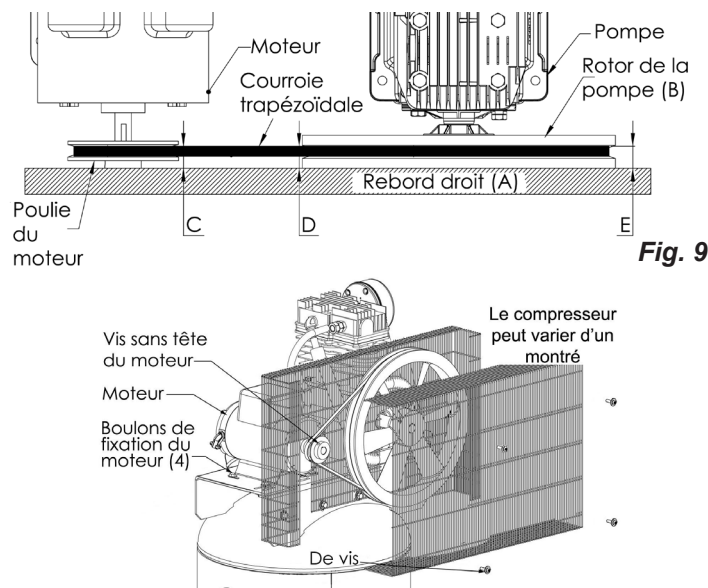 Moteur
Pompe
Courroie
trapézoïdale
Rotor de la
pompe (B)
Rebord droit (A)
Poulie
du
moteur
C
D
E
Fig. 9
Le compresseur
peut varier d'un
montré
Vis sans tête
du moteur
Moteur
Boulons de
fixation du
moteur (4)
De vis